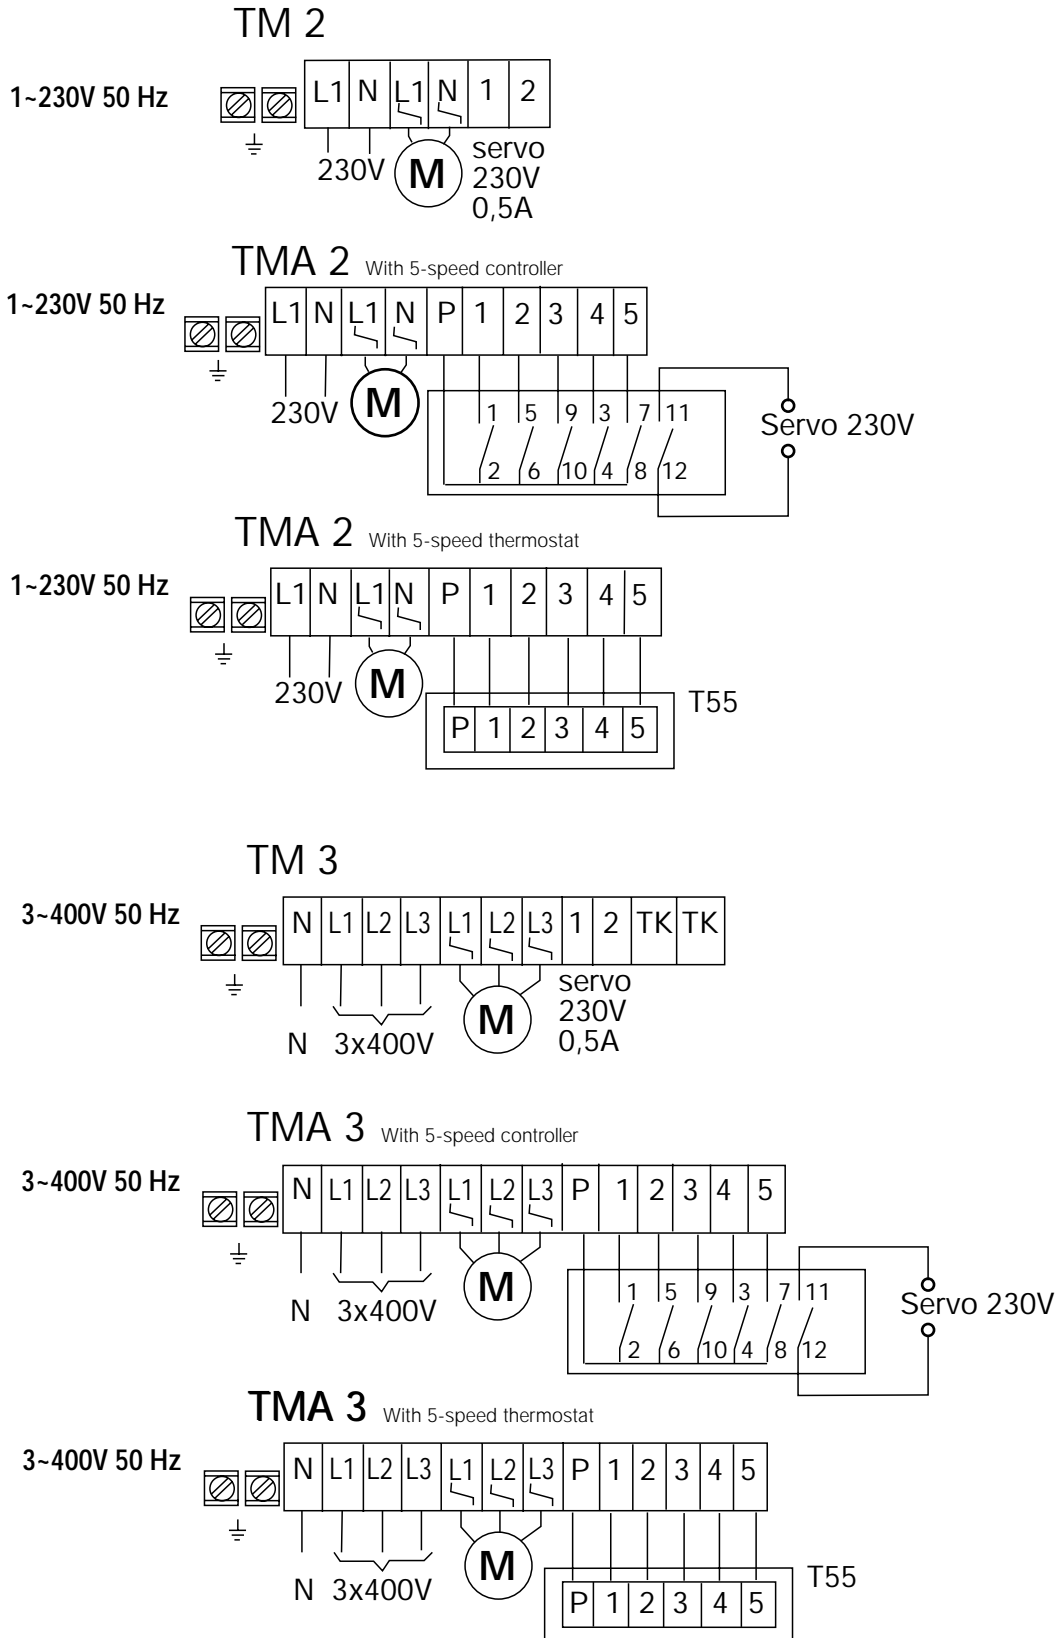 TM 2
1~230V 50 Hz
L1 N L1 N 1 2
230V M servo
230V
0,5A
TMA 2 With 5-speed controller
1~230V 50 Hz
L1 N L1 N P 1 2 3 4 5
230V M
1 5 9 3 7 11
Servo 230V
2 6 10 4 8 12
TMA 2 With 5-speed thermostat
1~230V 50 Hz
L1 N L1 N P 1 2 3 4 5
230V M
T55
P 1 2 3 4 5
TM 3
3~400V 50 Hz
N L1 L2 L3 L1 L2 L3 1 2 TK TK
servo
230V
0,5A
M
N 3x400V
TMA 3 With 5-speed controller
3~400V 50 Hz
N L1 L2 L3 L1 L2 L3 P 1 2 3 4 5
N 3x400V M
1 5 9 3 7 11
Servo 230V
2 6 10 4 8 12
TMA 3 With 5-speed thermostat
3~400V 50 Hz
N L1 L2 L3 L1 L2 L3 P 1 2 3 4 5
N 3x400V M
T55
P 1 2 3 4 5